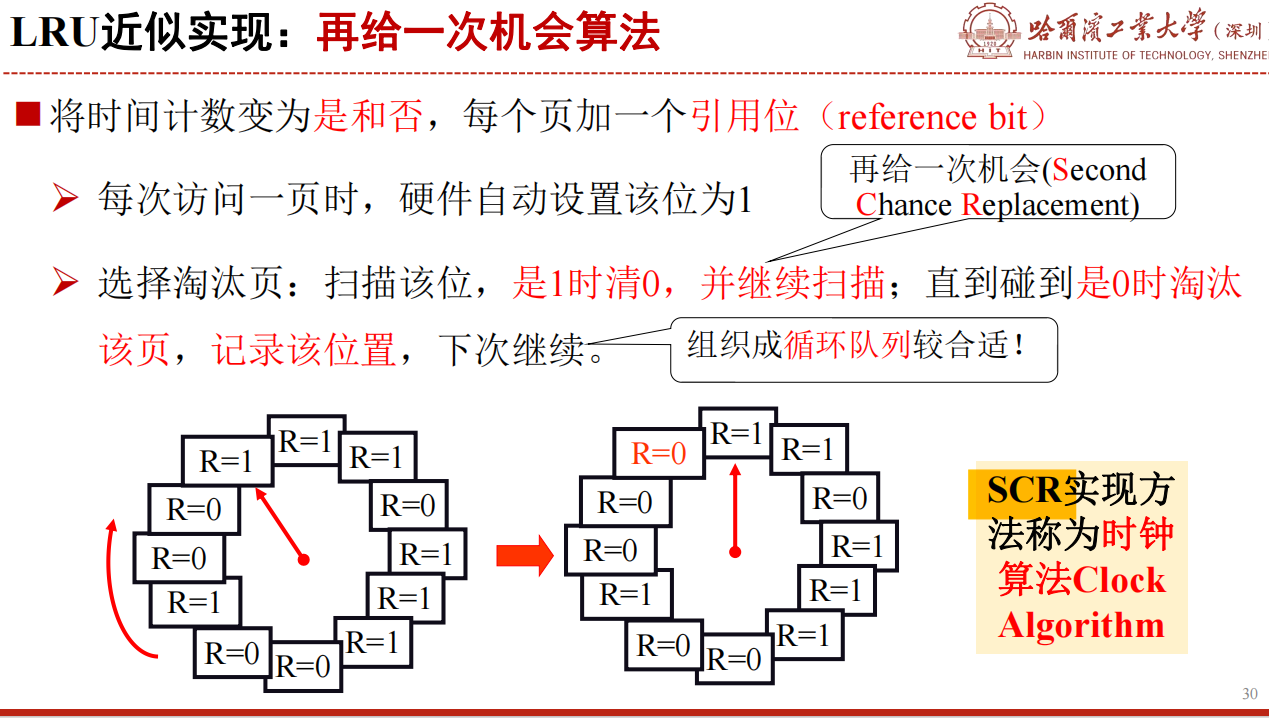 LRU近似实现：再给一次机会算法
哈尔滨工业大学（深圳）
HARBIN INSTITUTE OF TECHNOLOGY, SHENZHE
将时间计数变为是和否，每个页加一个引用位（reference bit）
再给一次机会(Second
Chance Replacement)
每次访问一页时，硬件自动设置该位为1
选择淘汰页：扫描该位，是1时清0，并继续扫描；直到碰到是0时淘汰
该页，记录该位置，下次继续。
组织成循环队列较合适！
R=1
R=1
R=1
R=0
R=1
R=1
R=1
R=0
R=0
R=1
R=0
R=0
R=0
R=1
R=1
R=0
R=1
R=1
R=1
R=0
R=0
R=1
R=0
R=0
SCR实现方
法称为时钟
算法Clock
Algorithm
30